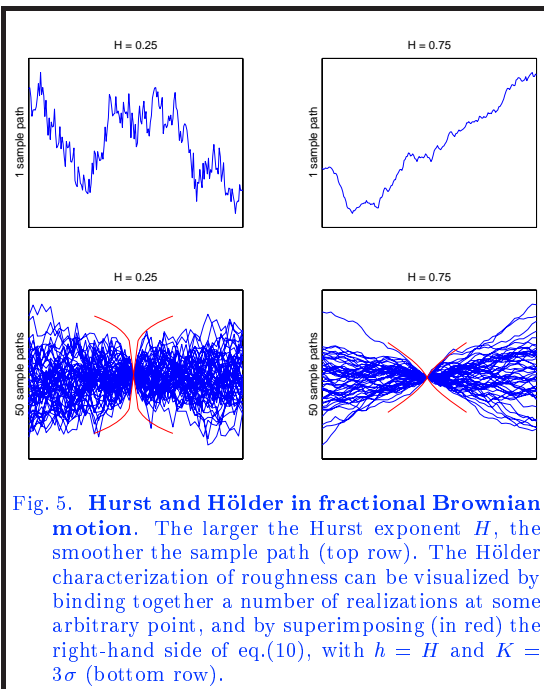 H = 0.25
H = 0.75
1 sample path
1 sample path
H = 0.25
H = 0.75
50 sample paths
50 sample paths
Fig. 5. Hurst and Hölder in fractional Brownian
motion. The larger the Hurst exponent H, the
smoother the sample path (top row). The Hölder
characterization of roughness can be visualized by
binding together a number of realizations at some
arbitrary point, and by superimposing (in red) the
right-hand side of eq.(10), with h = H and K =
3σ (bottom row).